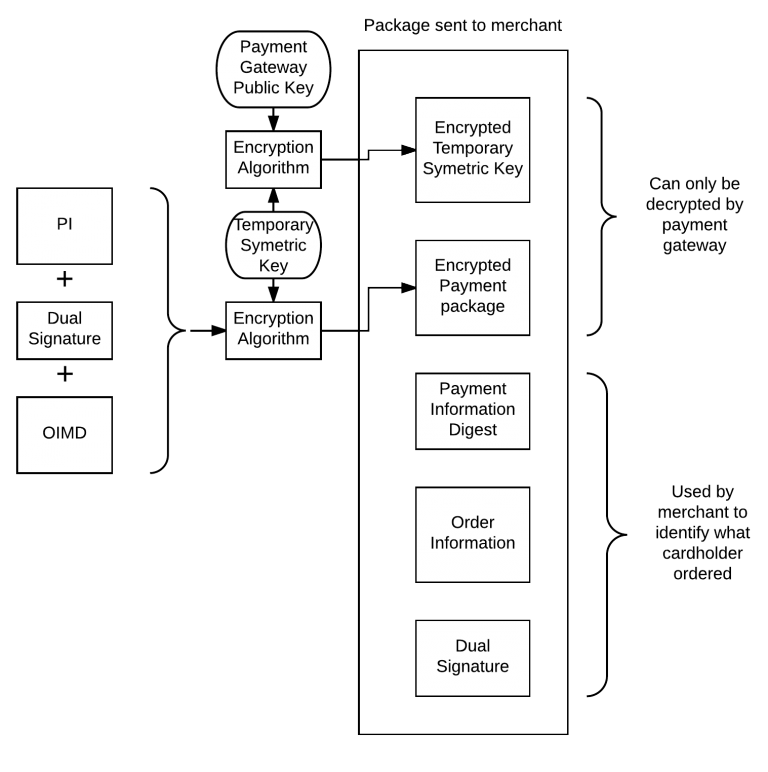 Package sent to merchant
Payment
Gateway
Public Key
Encryption
Algorithm
Temporary
Symetric
Key
Encryption
Algorithm
PI
+
Dual
Signature
+
OIMD
Encrypted
Temporary
Symetric Key
Encrypted
Payment
package
Payment
Information
Digest
Order
Information
Dual
Signature
Can only be
decrypted by
payment
gateway
Used by
merchant to
identify what
cardholder
ordered